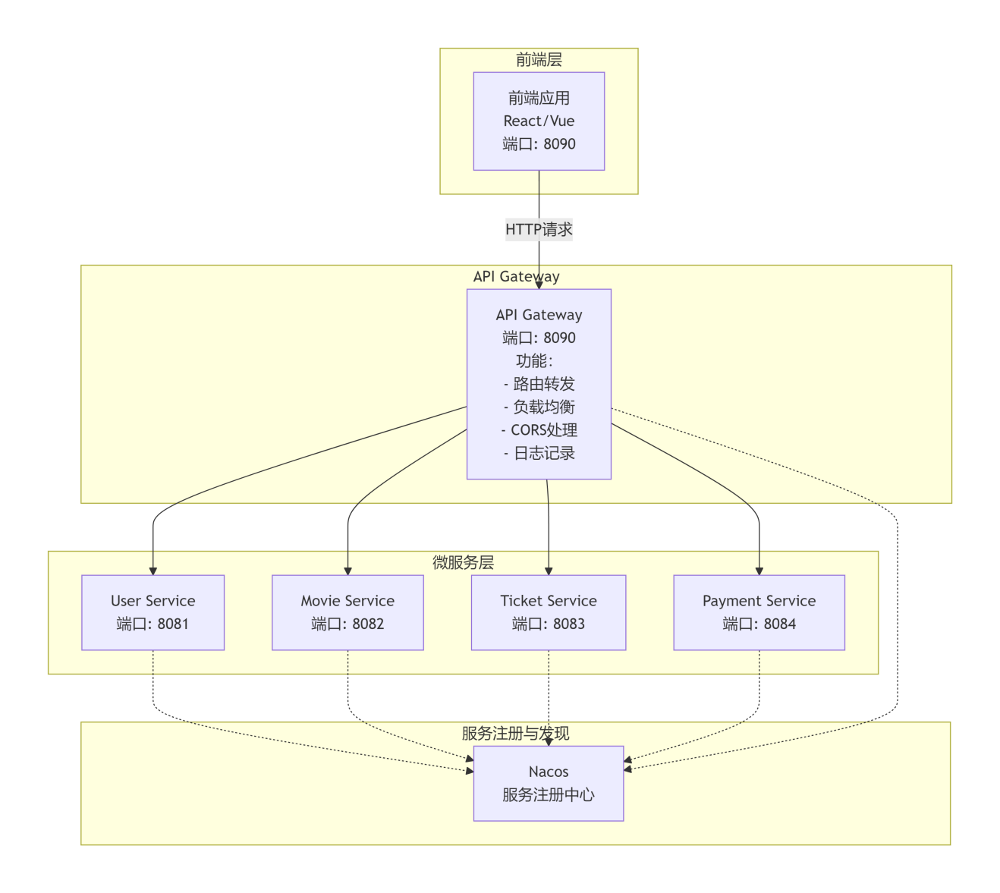 前端层
前端应用
React/Vue
端口: 8090
HTTP请求
API Gateway
API Gateway
端口: 8090
功能:
- 路由转发
- 负载均衡
- CORS处理
- 日志记录
微服务层
User Service
端口: 8081
Movie Service
端口: 8082
Ticket Service
端口: 8083
Payment Service
端口: 8084
服务注册与发现
Nacos
服务注册中心